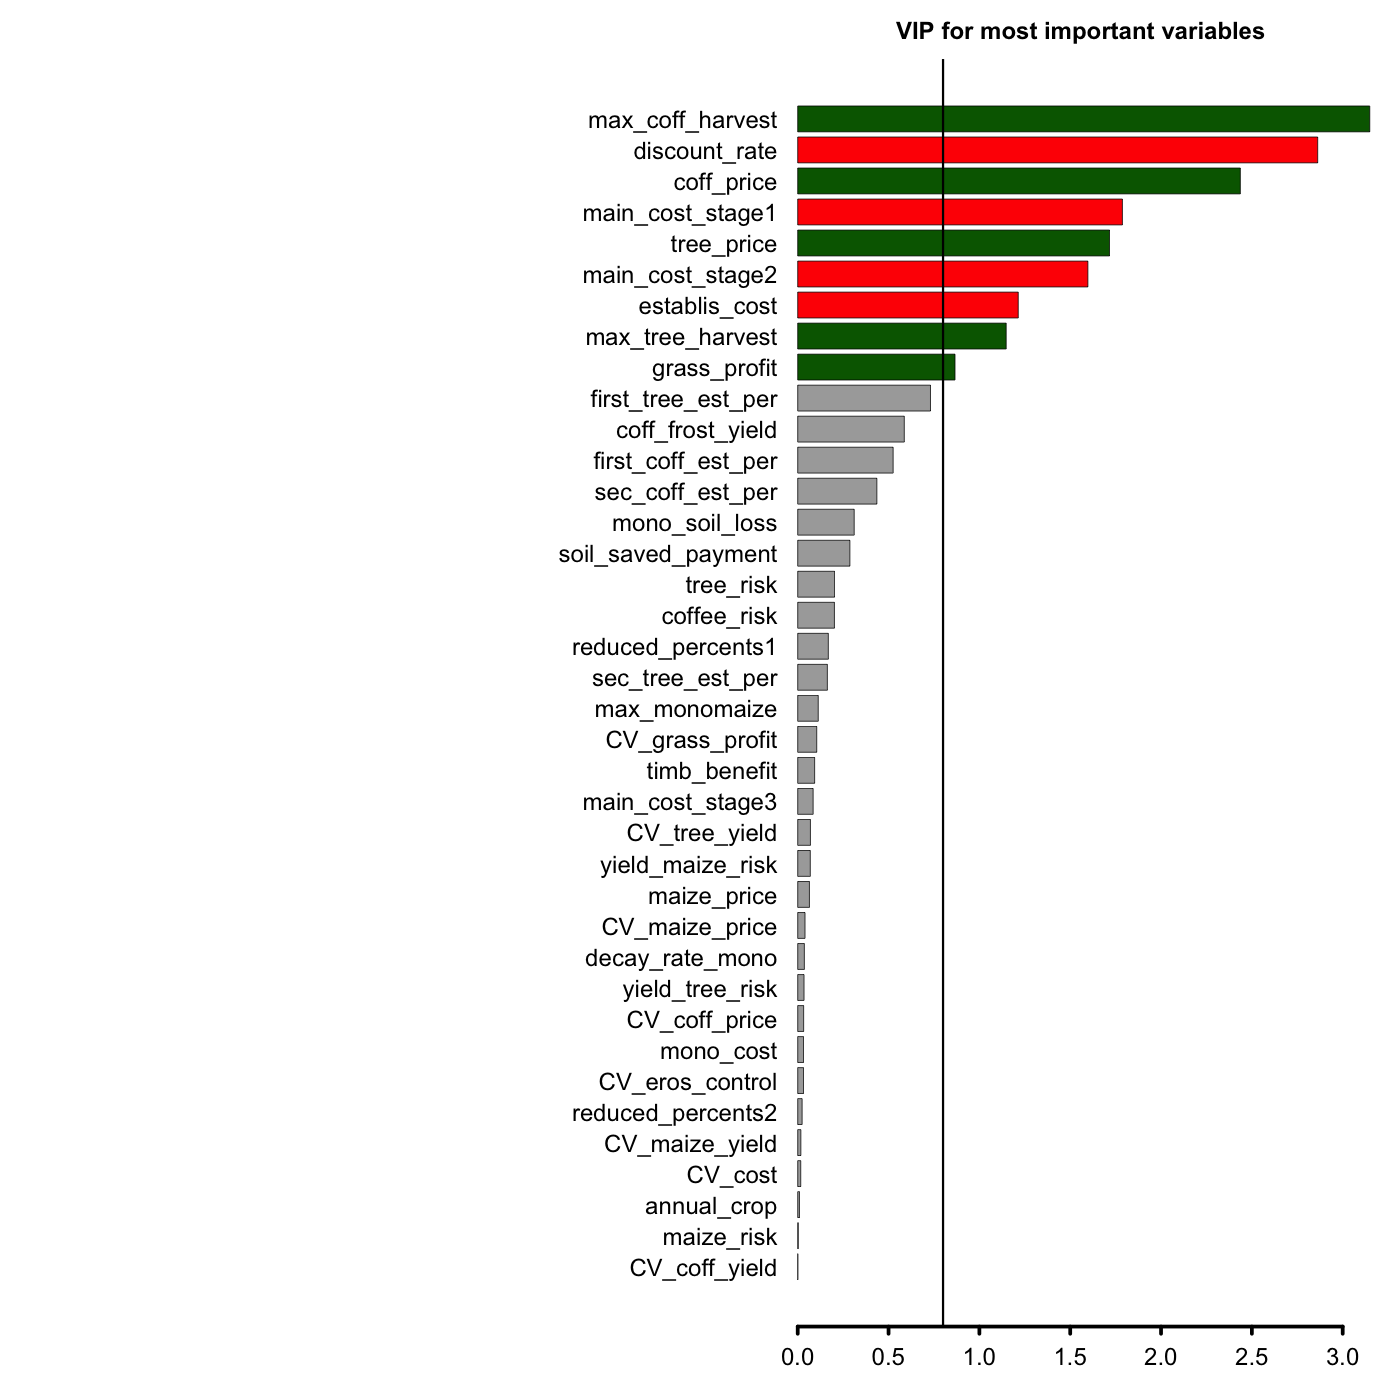 VIP for most important variables
max_coff_harvest
discount_rate
coff_price
main_cost_stage1
tree_price
main_cost_stage2
establis_cost
max_tree_harvest
grass_profit
first_tree_est_per
coff_frost_yield
first_coff_est_per
sec_coff_est_per
mono_soil_loss
soil_saved_payment
tree_risk
coffee_risk
reduced_percents1
sec_tree_est_per
max_monomaize
CV_grass_profit
timb_benefit
main_cost_stage3
CV_tree_yield
yield_maize_risk
maize_price
CV_maize_price
decay_rate_mono
yield_tree_risk
CV_coff_price
mono_cost
CV_eros_control
reduced_percents2
CV_maize_yield
CV_cost
annual_crop
maize_risk
CV_coff_yield
0.0 0.5 1.0 1.5 2.0 2.5 3.0